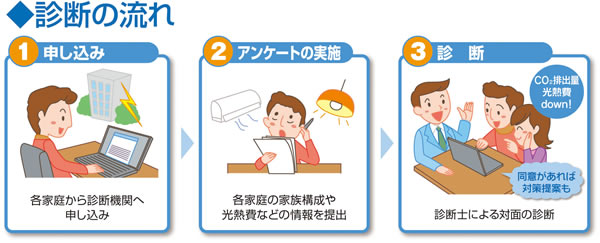 ◆診断の流れ
1 申し込み
各家庭から診断機関へ
申し込み
2 アンケートの実施
各家庭の家族構成や
光熱費などの情報を提出
3 診 断
CO₂排出量
光熱費
down!
同意があれば
対策提案も
診断士による対面の診断